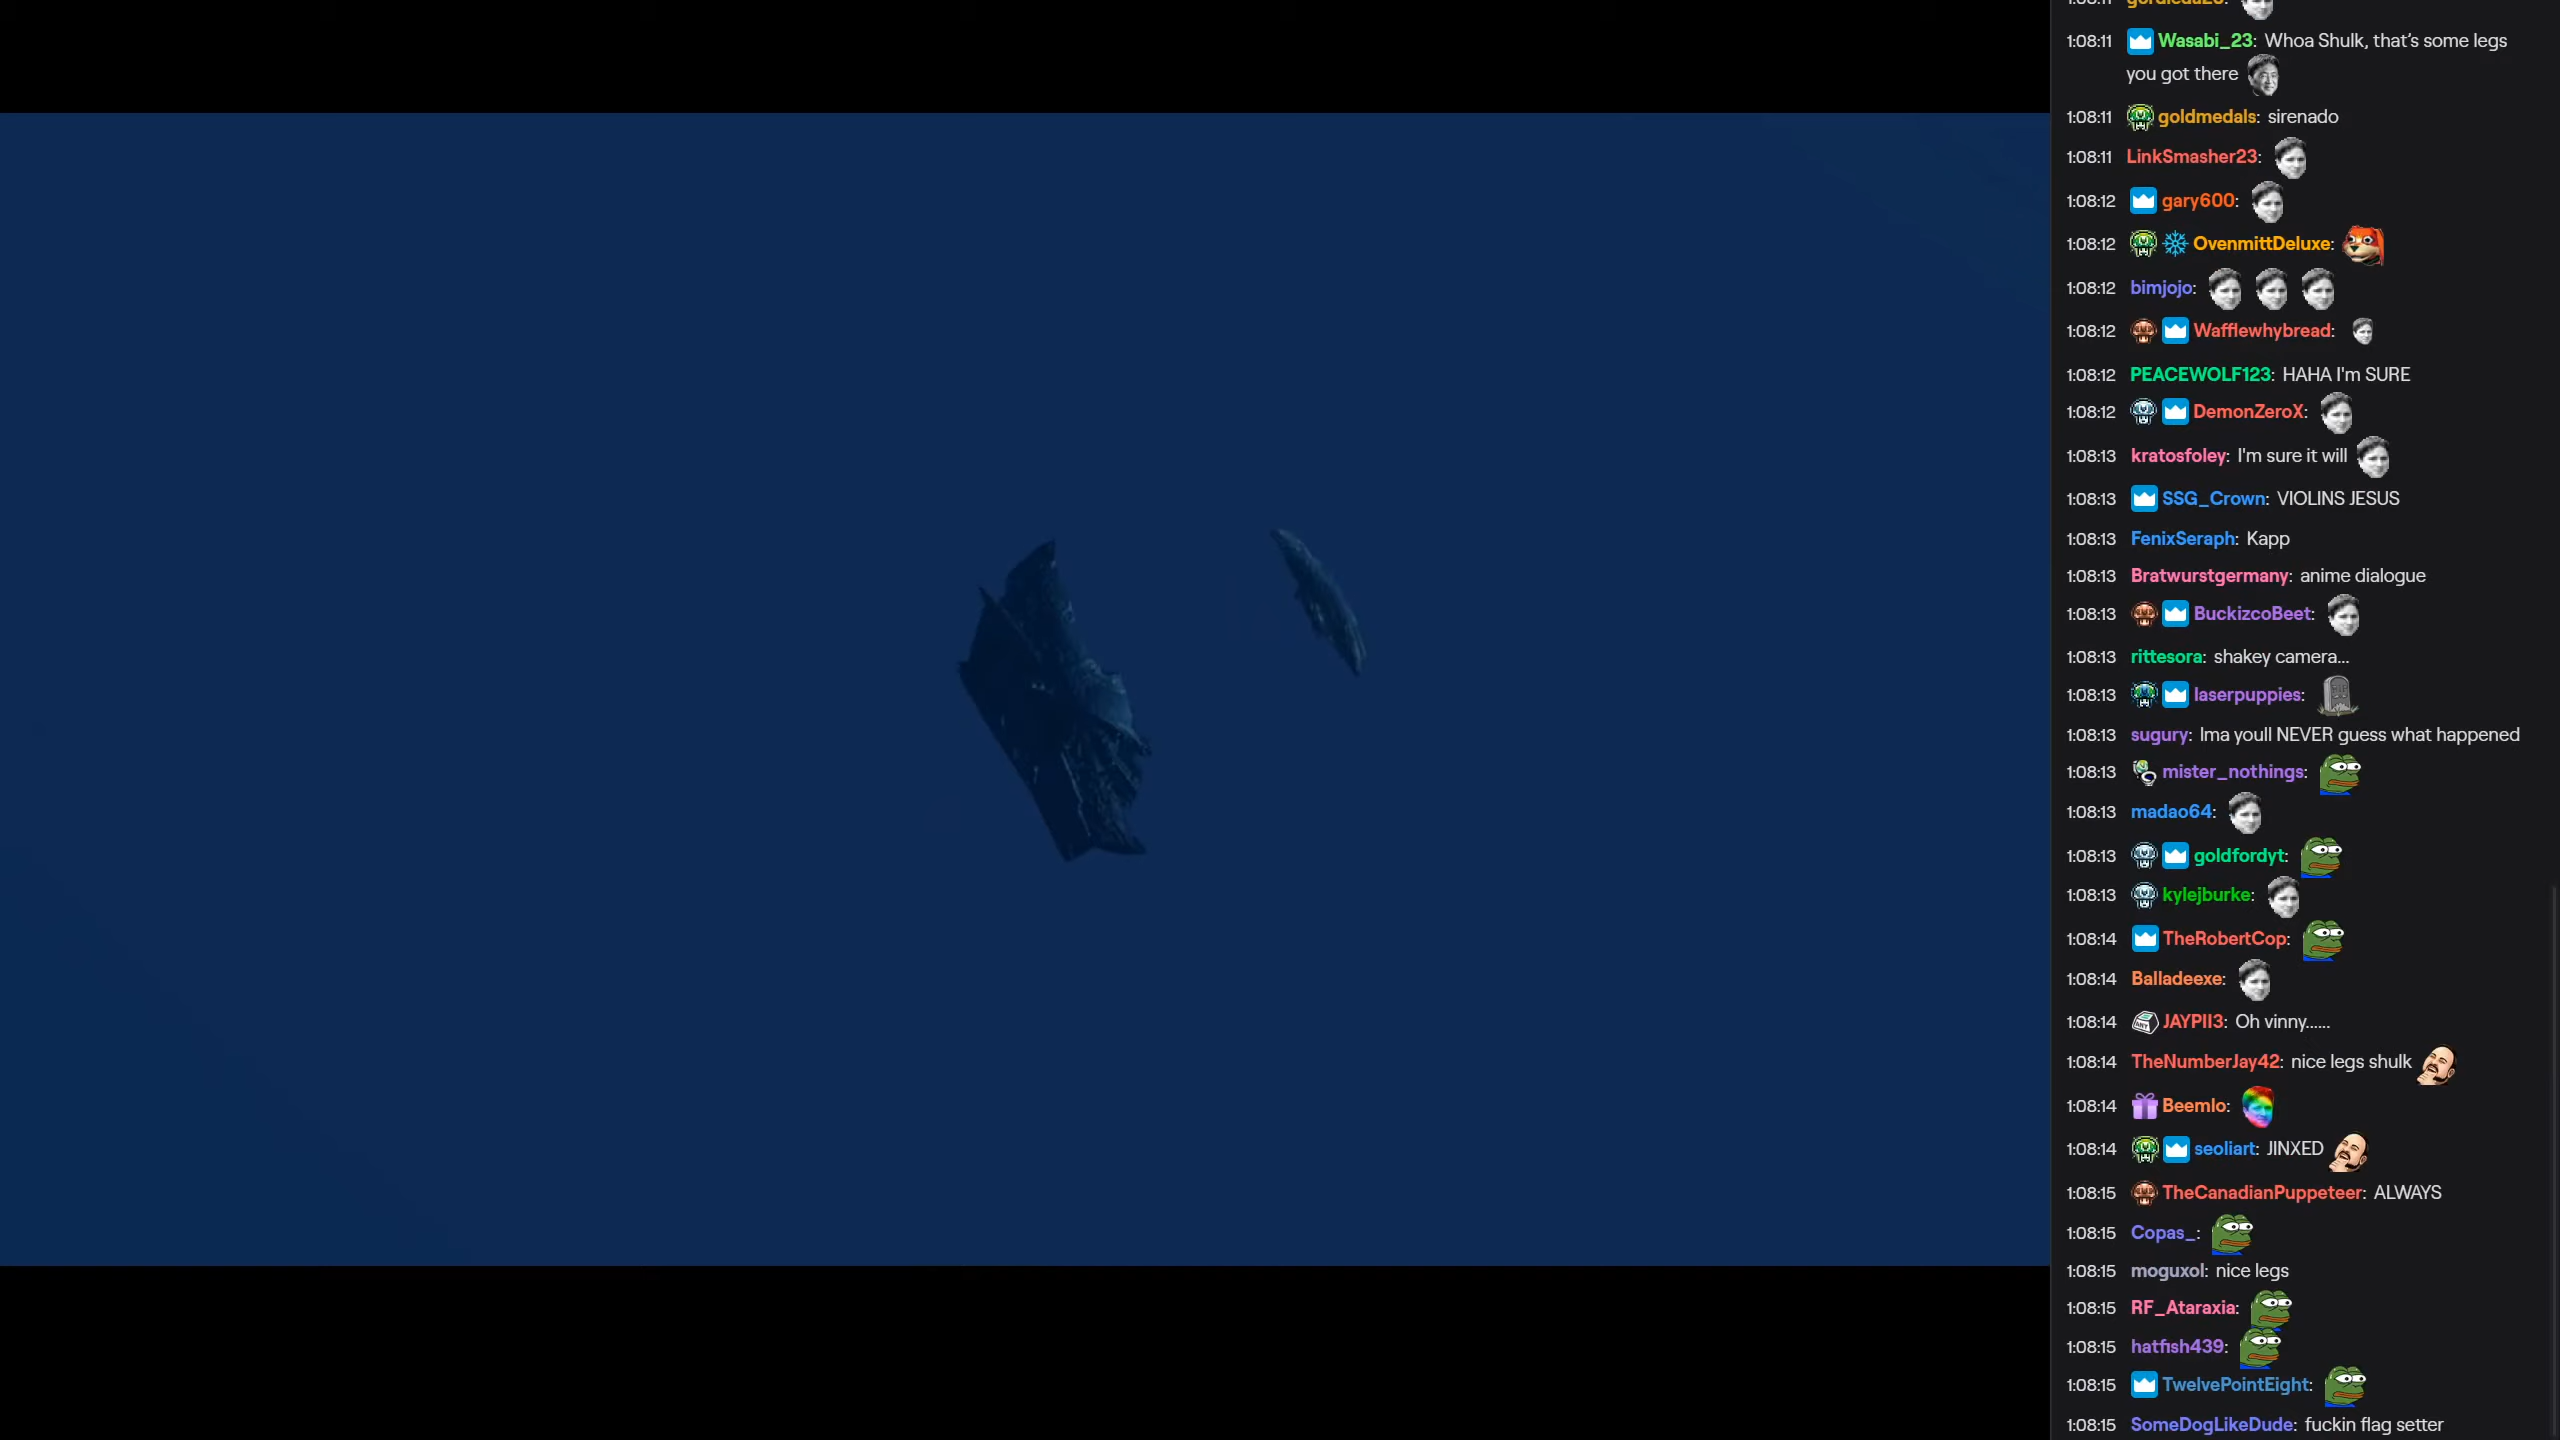 1:08:11 gordieda26:
1:08:11 Wasabi_23: Whoa Shulk, that's some legs
you got there
1:08:11 goldmedals: sirenado
1:08:11 LinkSmasher23:
1:08:12 gary600:
1:08:12 OvenmittDeluxe:
1:08:12 bimjojo:
1:08:12 Wafflewhybread:
1:08:12 PEACEWOLF123: HAHA I'm SURE
1:08:12 DemonZeroX:
1:08:13 kratosfoley: I'm sure it will
1:08:13 SSG_Crown: VIOLINS JESUS
1:08:13 FenixSeraph: Kapp
1:08:13 Bratwurstgermany: anime dialogue
1:08:13 BuckizcoBeet:
1:08:13 rittesora: shakey camera...
1:08:13 laserpuppies:
1:08:13 sugury: Ima youll NEVER guess what happened
1:08:13 mister_nothings:
1:08:13 madao64:
1:08:13 goldfordyt:
1:08:13 kylejburke:
1:08:14 TheRobertCop:
1:08:14 Balladeexe:
1:08:14 JAYPII3: Oh vinny......
1:08:14 TheNumberJay42: nice legs shulk
1:08:14 Beemlo:
1:08:14 seoliart: JINXED
1:08:15 TheCanadianPuppeteer: ALWAYS
1:08:15 Copas_:
1:08:15 moguxol: nice legs
1:08:15 RF_Ataraxia:
1:08:15 hatfish439:
1:08:15 TwelvePointEight:
1:08:15 SomeDogLikeDude: fuckin flag setter